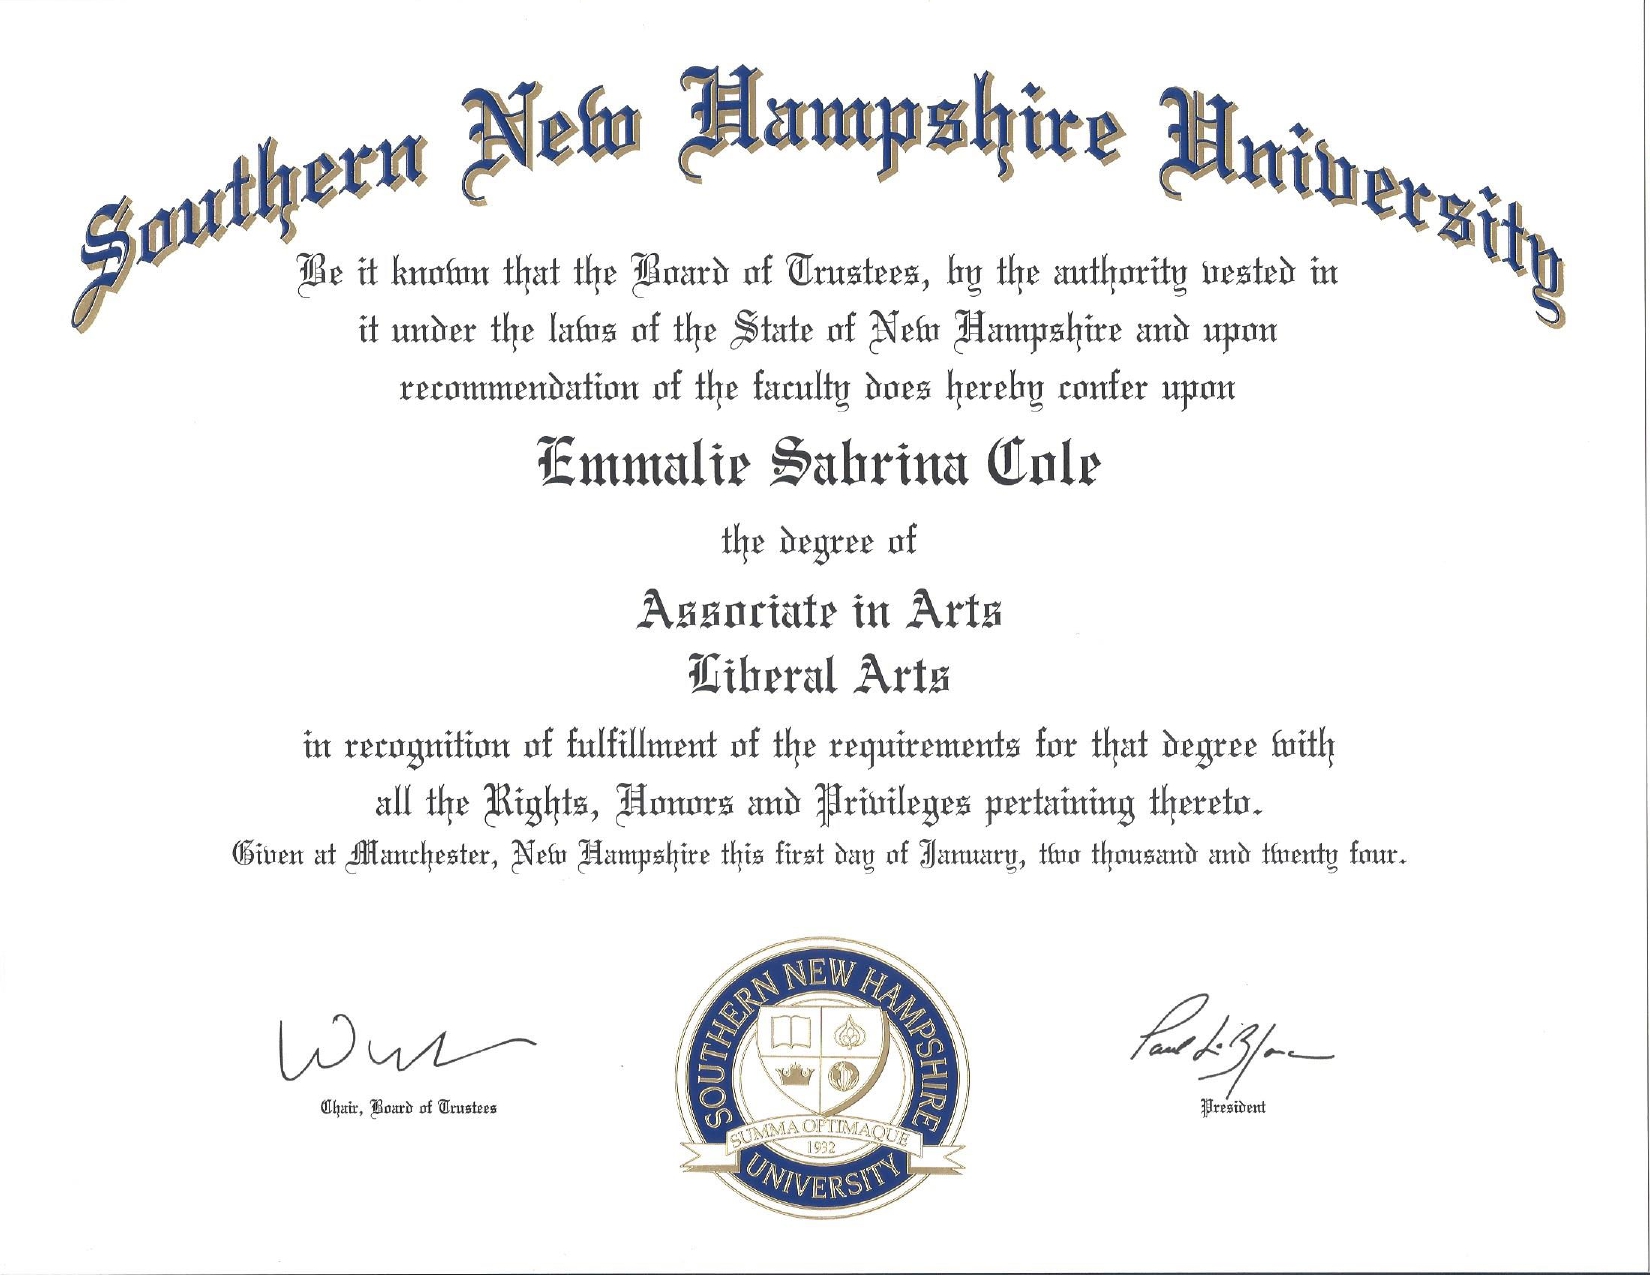 Southern New Hampshire University
Be it known that the Board of Trustees, by the authority vested in
it under the laws of the State of New Hampshire and upon
recommendation of the faculty does hereby confer upon
Emmalie Sabrina Cole
the degree of
Associate in Arts
Liberal Arts
in recognition of fulfillment of the requirements for that degree with
all the Rights, Honors and Privileges pertaining thereto.
Given at Manchester, New Hampshire this first day of January, two thousand and twenty four.
SOUTHERN NEW HAMPSHIRE
SUMMA OPTIMAQUE
1932
UNIVERSITY
Chair, Board of Trustees
Paul LeBlanc
President